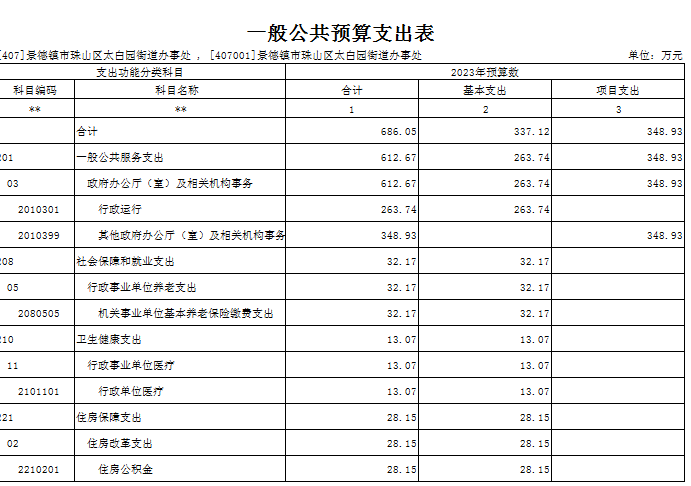 一般公共预算支出表
[407]景德镇市珠山区太白园街道办事处 , [407001]景德镇市珠山区太白园街道办事处 单位: 万元
支出功能分类科目 2023年预算数
科目编码 科目名称 合计 基本支出 项目支出
** ** 1 2 3
合计 686.05 337.12 348.93
201 一般公共服务支出 612.67 263.74 348.93
03 政府办公厅(室)及相关机构事务 612.67 263.74 348.93
2010301 行政运行 263.74 263.74
2010399 其他政府办公厅(室)及相关机构事务 348.93 348.93
208 社会保障和就业支出 32.17 32.17
05 行政事业单位养老支出 32.17 32.17
2080505 机关事业单位基本养老保险缴费支出 32.17 32.17
210 卫生健康支出 13.07 13.07
11 行政事业单位医疗 13.07 13.07
2101101 行政单位医疗 13.07 13.07
221 住房保障支出 28.15 28.15
02 住房改革支出 28.15 28.15
2210201 住房公积金 28.15 28.15